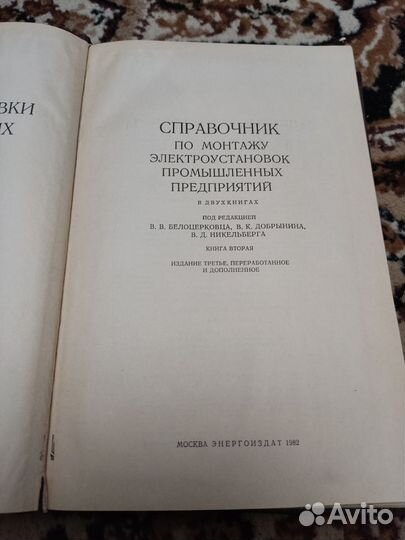 ВКИ
ЫХ
СПРАВОЧНИК
ПО МОНТАЖУ
ЭЛЕКТРОУСТАНОВОК
ПРОМЫШЛЕННЫХ
ПРЕДПРИЯТИЙ
В ДВУХ КНИГАХ
ПОД РЕДАКЦИЕЙ
В. В. БЕЛОЦЕРКОВЦА, В. К. ДОБРЫНИНА,
В. Д. НИКЕЛЬБЕРГА
КНИГА ВТОРАЯ
ИЗДАНИЕ ТРЕТЬЕ, ПЕРЕРАБОТАННОЕ
И ДОПОЛНЕННОЕ
МОСКВА ЭНЕРГОИЗДАТ 1982
Avito